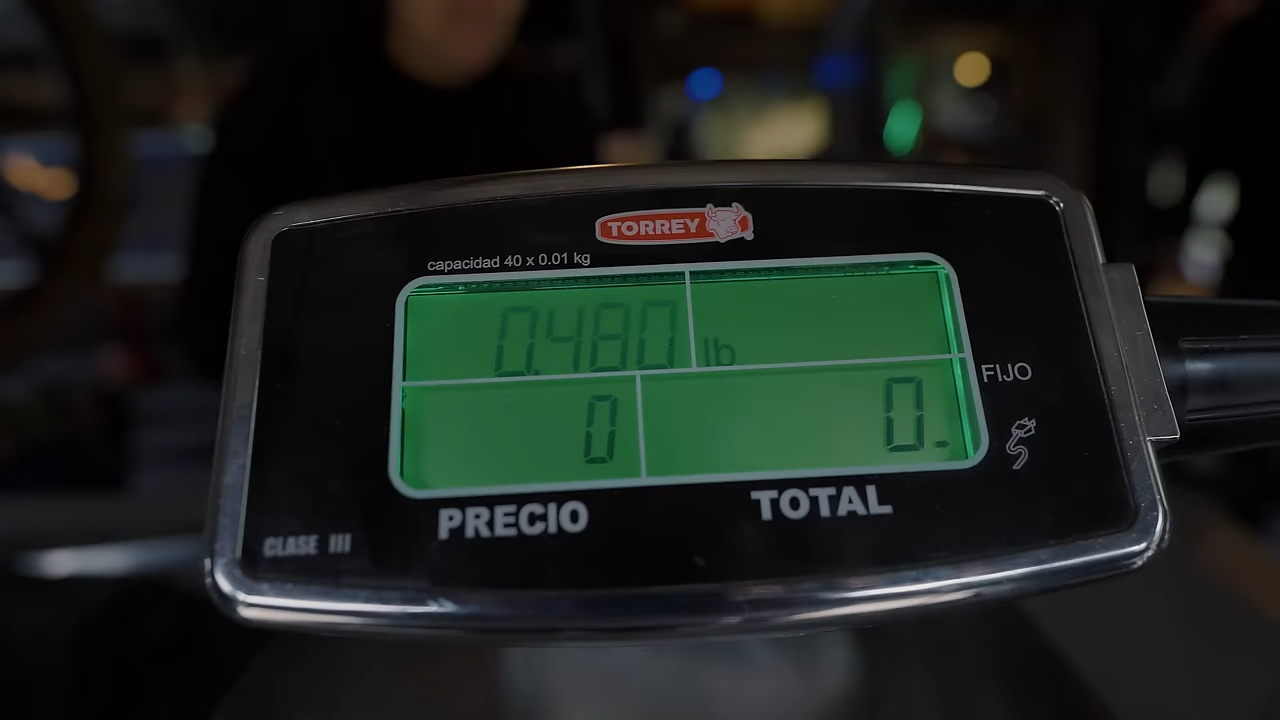 TORREY
capacidad 40 x 0.01 kg
0.480 lb
0 0.
FIJO
PRECIO TOTAL
CLASE III